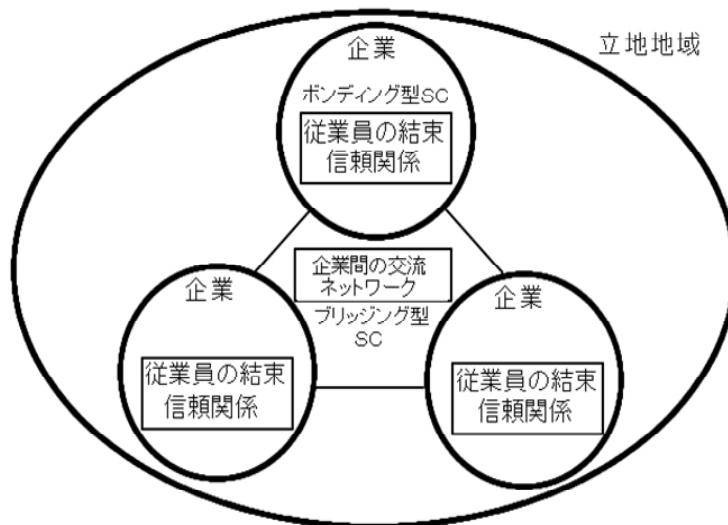 企業
立地地域
ボンディング型SC
従業員の結束
信頼関係
企業間の交流
ネットワーク
ブリッジング型
SC
企業
従業員の結束
信頼関係
企業
従業員の結束
信頼関係